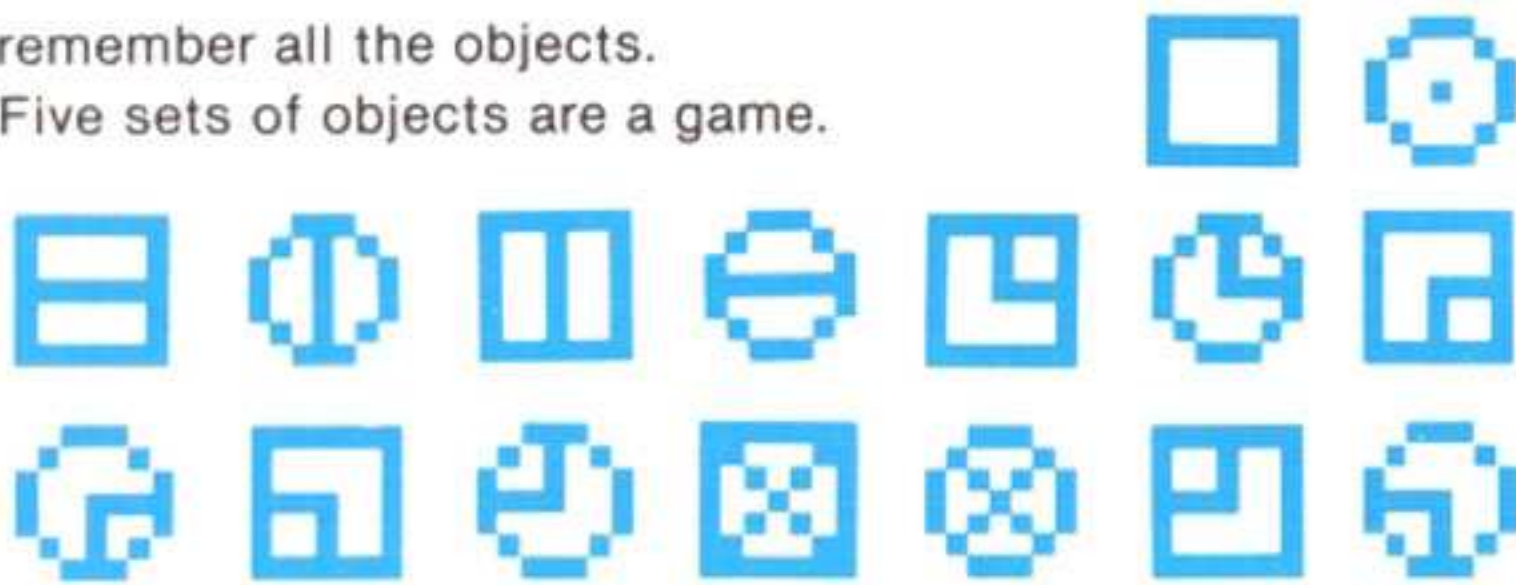 remember all the objects.
Five sets of objects are a game.